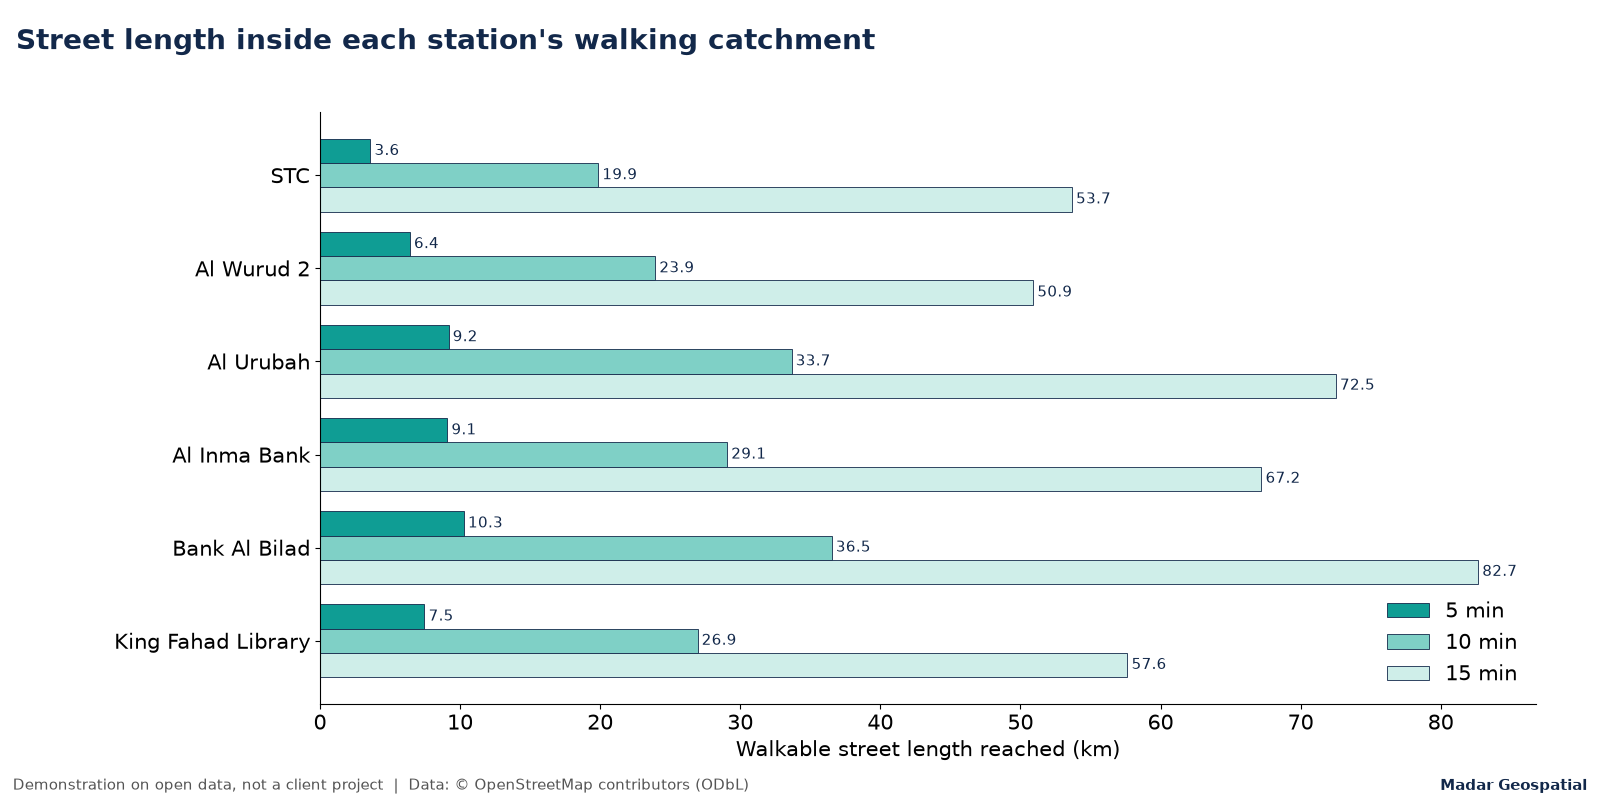 Street length inside each station's walking catchment
STC
3.6
19.9
53.7
Al Wurud 2
6.4
23.9
50.9
Al Urubah
9.2
33.7
72.5
Al Inma Bank
9.1
29.1
67.2
Bank Al Bilad
10.3
36.5
82.7
King Fahad Library
7.5
26.9
57.6
5 min
10 min
15 min
0 10 20 30 40 50 60 70 80
Walkable street length reached (km)
Demonstration on open data, not a client project | Data: © OpenStreetMap contributors (ODbL)
Madar Geospatial